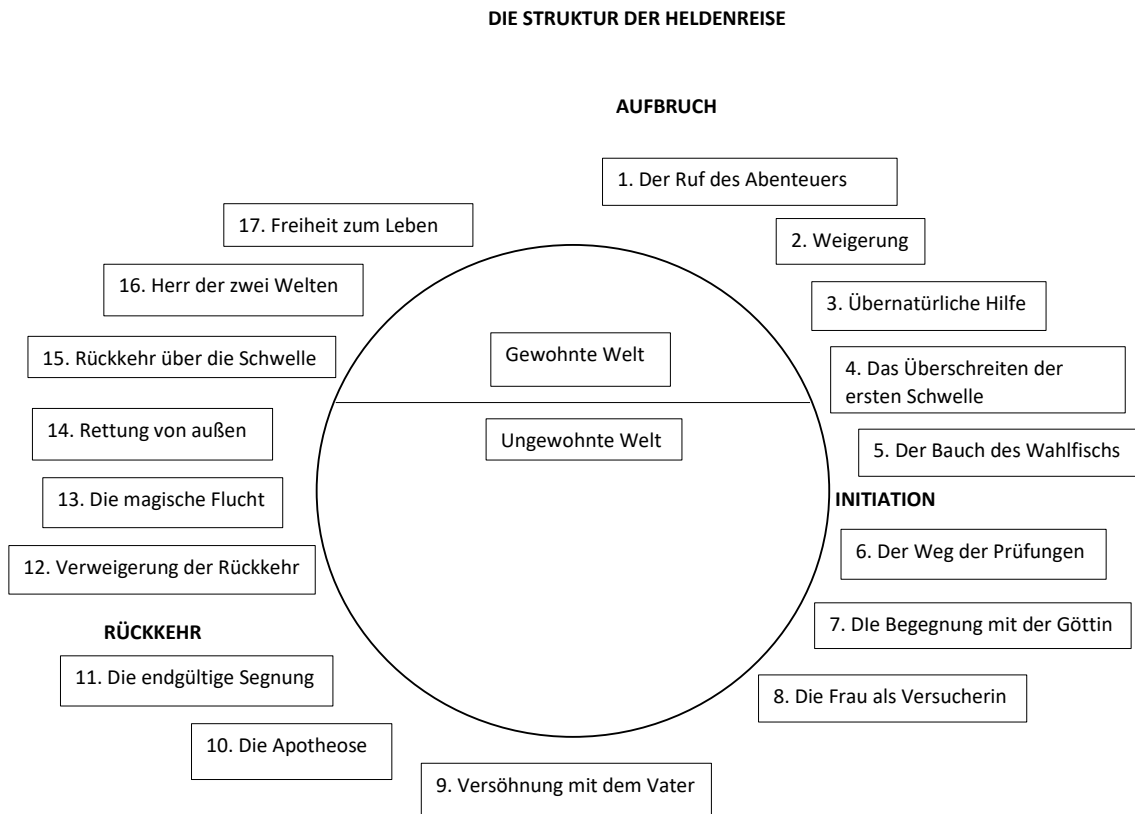 DIE STRUKTUR DER HELDENREISE
AUFBRUCH
1. Der Ruf des Abenteuers
2. Weigerung
3. Übernatürliche Hilfe
4. Das Überschreiten der
ersten Schwelle
5. Der Bauch des Wahlfischs
INITIATION
6. Der Weg der Prüfungen
7. DIe Begegnung mit der Göttin
8. Die Frau als Versucherin
9. Versöhnung mit dem Vater
10. Die Apotheose
11. Die endgültige Segnung
RÜCKKEHR
12. Verweigerung der Rückkehr
13. Die magische Flucht
14. Rettung von außen
15. Rückkehr über die Schwelle
16. Herr der zwei Welten
17. Freiheit zum Leben
Gewohnte Welt
Ungewohnte Welt